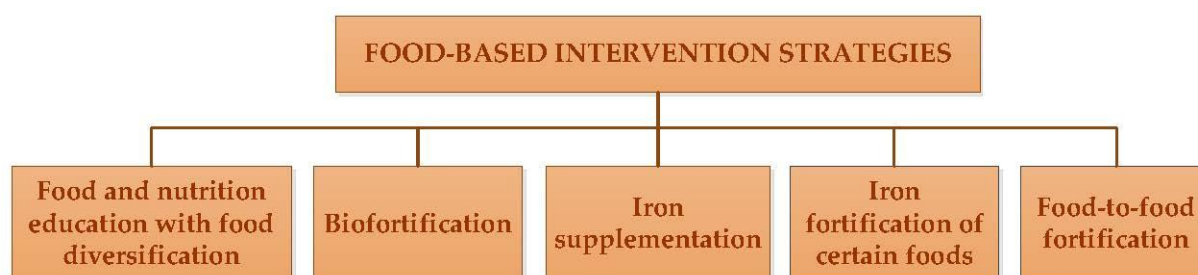 FOOD-BASED INTERVENTION STRATEGIES
Food and nutrition
education with food
diversification
Biofortification
Iron
supplementation
Iron
fortification of
certain foods
Food-to-food
fortification